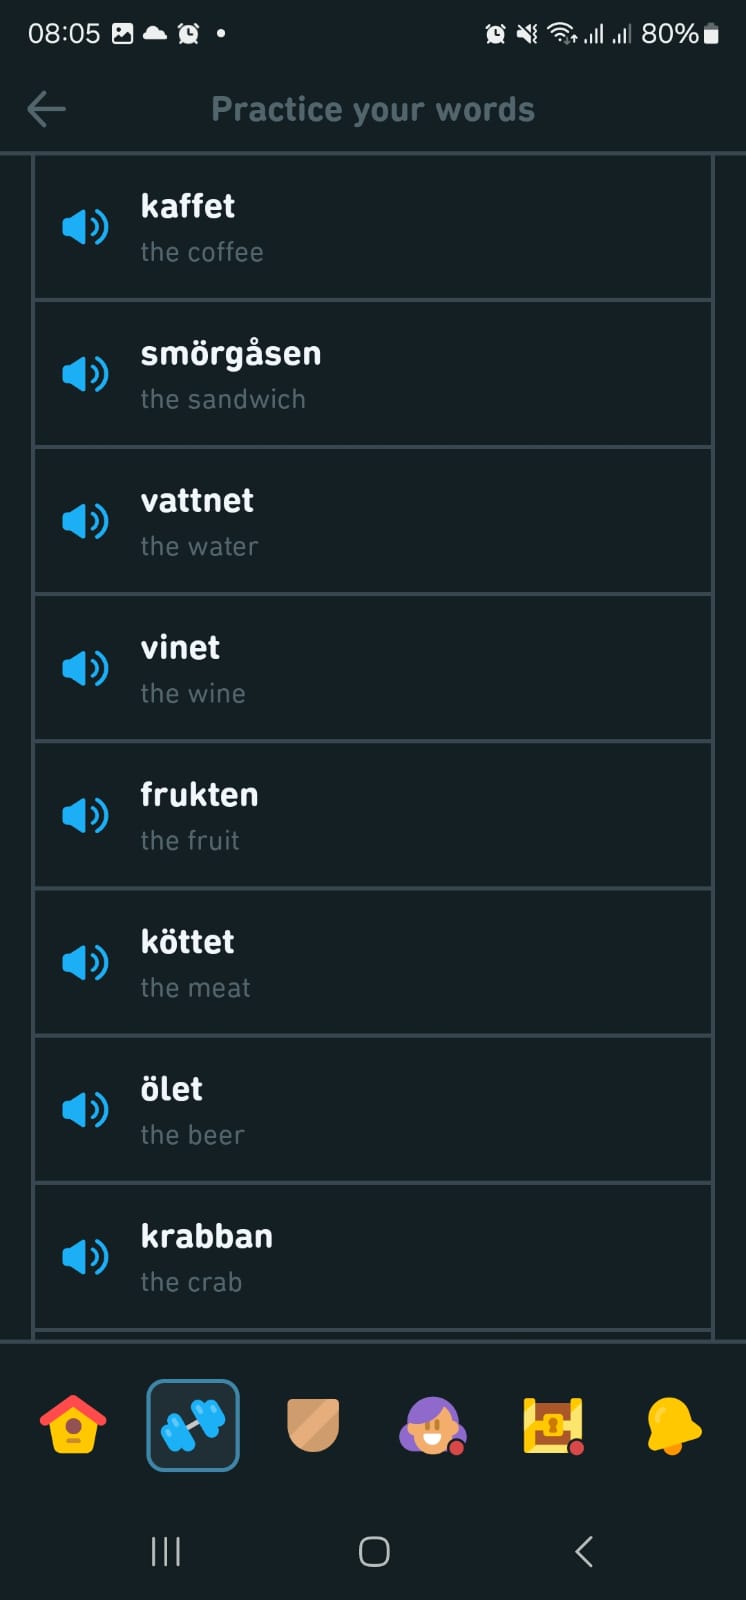 08:05
80%
Practice your words
kaffet
the coffee
smörgåsen
the sandwich
vattnet
the water
vinet
the wine
frukten
the fruit
köttet
the meat
ölet
the beer
krabban
the crab